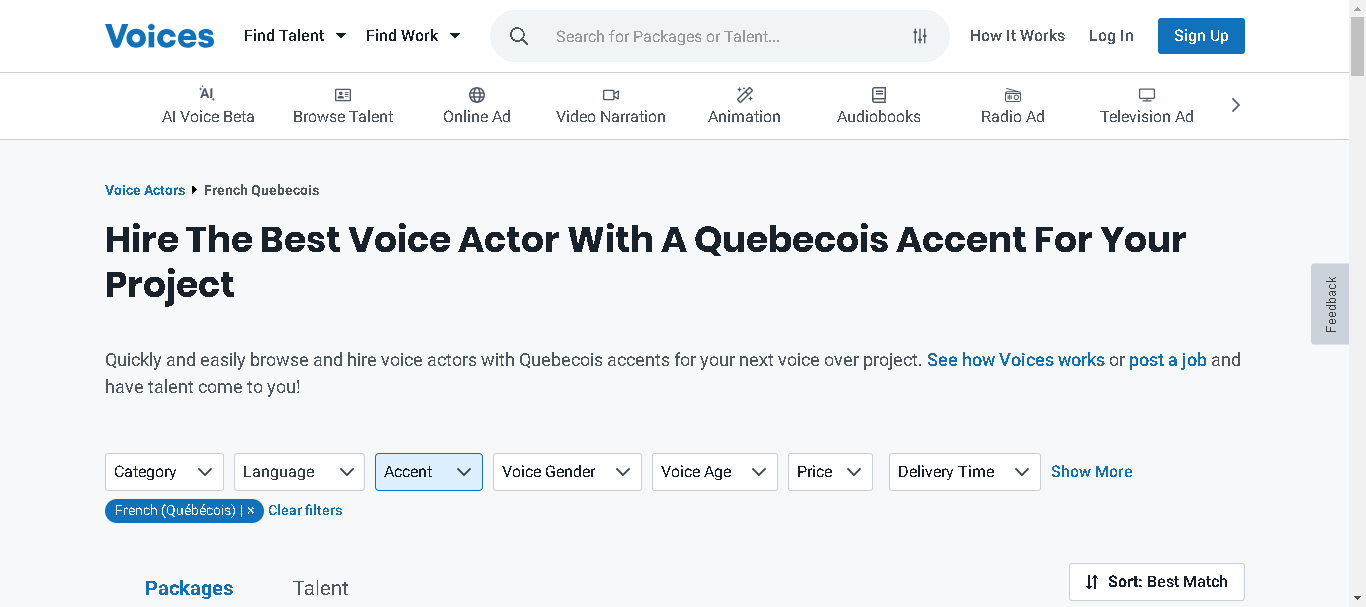 Voices
Find Talent
Find Work
Search for Packages or Talent...
How It Works
Log In
Sign Up
AI
AI Voice Beta
Browse Talent
Online Ad
Video Narration
Animation
Audiobooks
Radio Ad
Television Ad
Voice Actors
French Quebecois
Hire The Best Voice Actor With A Quebecois Accent For Your
Project
Feedback
Quickly and easily browse and hire voice actors with Quebecois accents for your next voice over project. See how Voices works or post a job and
have talent come to you!
Category
Language
Accent
Voice Gender
Voice Age
Price
Delivery Time
Show More
French (Québécois) | ×
Clear filters
Packages
Talent
Sort: Best Match